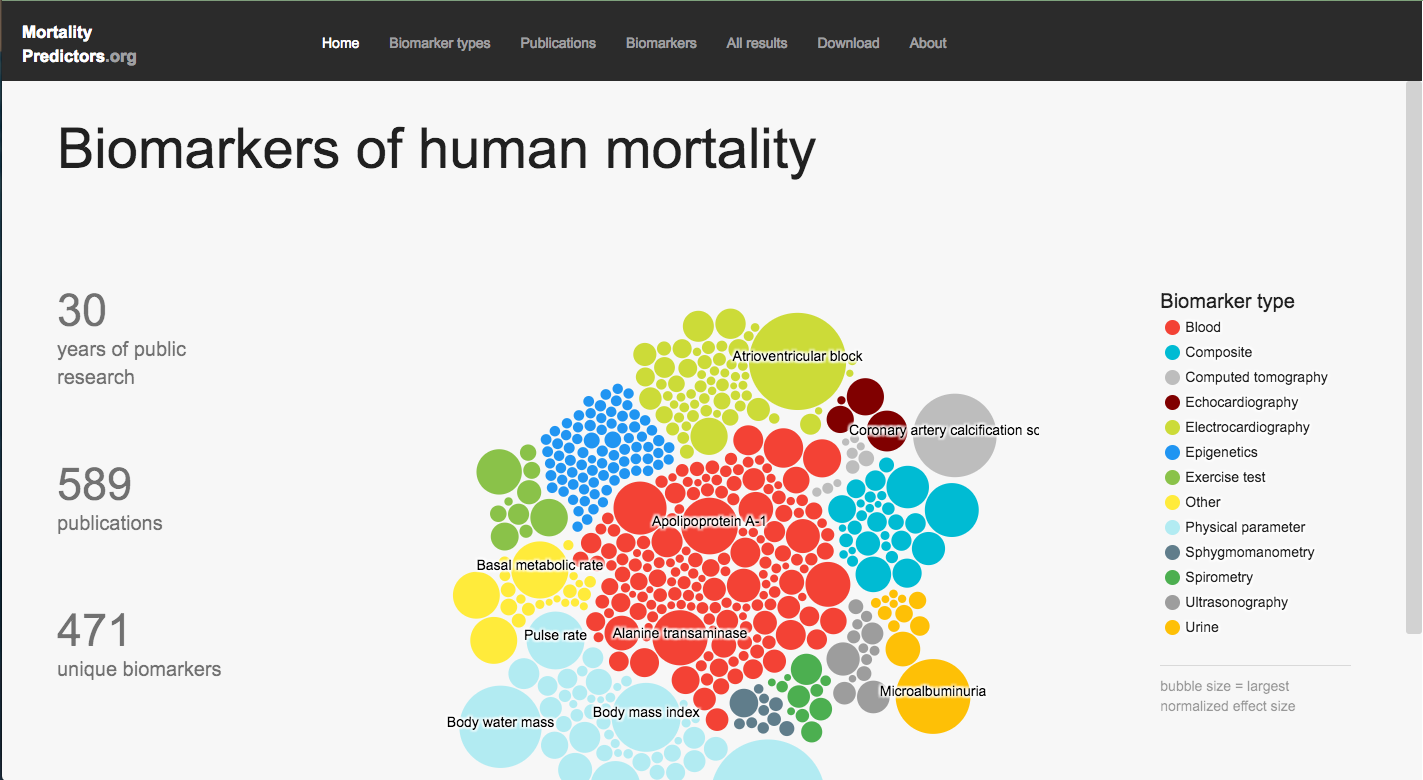 Mortality
Predictors.org
Home Biomarker types Publications Biomarkers All results Download About
Biomarkers of human mortality
30
years of public
research
589
publications
471
unique biomarkers
Atrioventricular block
Coronary artery calcification sc
Apolipoprotein A-1
Basal metabolic rate
Pulse rate
Alanine transaminase
Microalbuminuria
Body mass index
Body water mass
Biomarker type
Blood
Composite
Computed tomography
Echocardiography
Electrocardiography
Epigenetics
Exercise test
Other
Physical parameter
Sphygmomanometry
Spirometry
Ultrasonography
Urine
bubble size = largest
normalized effect size